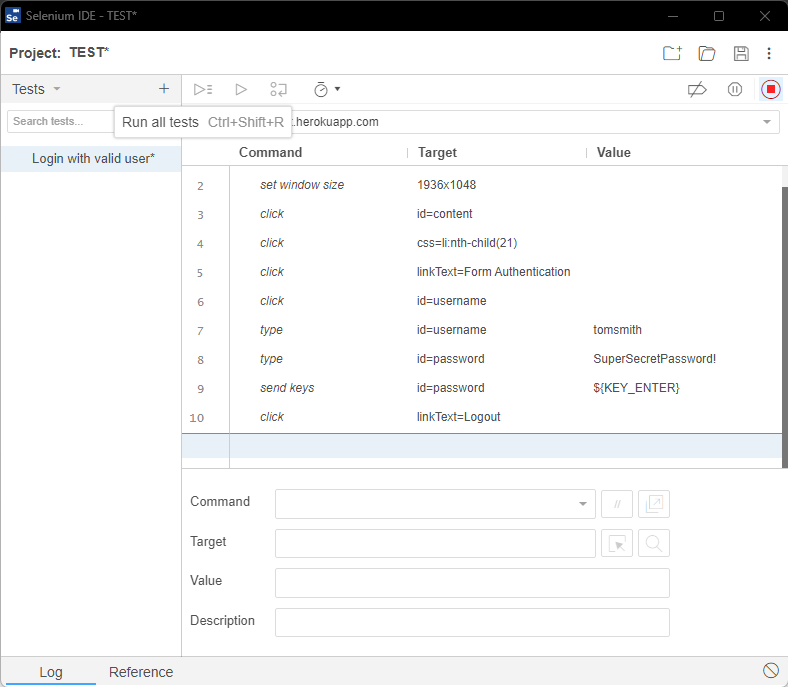 Se Selenium IDE - TEST*
Project: TEST*
Tests
Search tests...
Run all tests Ctrl+Shift+R
.herokuapp.com
Login with valid user*
Command Target Value
2 set window size 1936x1048
3 click id=content
4 click css=li:nth-child(21)
5 click linkText=Form Authentication
6 click id=username
7 type id=username tomsmith
8 type id=password SuperSecretPassword!
9 send keys id=password ${KEY_ENTER}
10 click linkText=Logout
Command //
Target
Value
Description
Log Reference